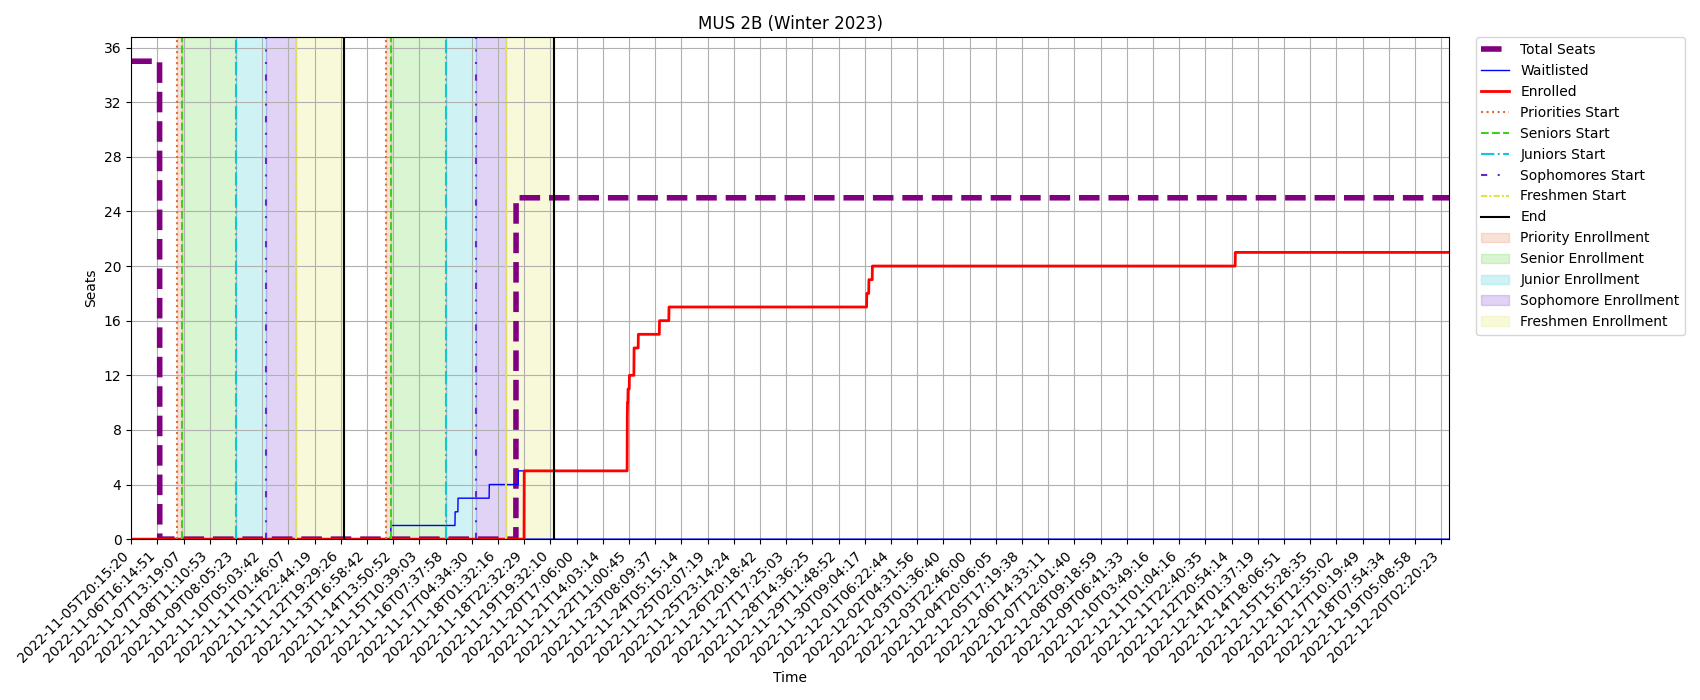 MUS 2B (Winter 2023)
36
32
28
24
20
16
12
8
4
0
Seats
2022-11-05T20:15:20
2022-11-06T16:14:51
2022-11-07T13:19:07
2022-11-08T11:10:53
2022-11-09T08:05:23
2022-11-10T05:03:42
2022-11-11T01:46:07
2022-11-11T22:44:19
2022-11-12T19:29:26
2022-11-13T16:58:42
2022-11-14T13:50:52
2022-11-15T10:39:03
2022-11-16T07:37:58
2022-11-17T04:34:30
2022-11-18T01:32:16
2022-11-18T22:32:29
2022-11-19T19:32:10
2022-11-20T17:06:00
2022-11-21T14:03:14
2022-11-22T11:00:45
2022-11-23T08:09:37
2022-11-24T05:15:14
2022-11-25T02:07:19
2022-11-25T23:14:24
2022-11-26T20:18:42
2022-11-27T17:25:03
2022-11-28T14:36:25
2022-11-29T11:48:52
2022-11-30T09:04:17
2022-12-01T06:22:44
2022-12-02T04:31:56
2022-12-03T01:36:40
2022-12-03T22:46:00
2022-12-04T20:06:05
2022-12-05T17:19:38
2022-12-06T14:33:11
2022-12-07T12:01:40
2022-12-08T09:18:59
2022-12-09T06:41:33
2022-12-10T03:49:16
2022-12-11T01:04:16
2022-12-11T22:40:35
2022-12-12T20:54:14
2022-12-14T01:37:19
2022-12-14T18:06:51
2022-12-15T15:28:35
2022-12-16T12:55:02
2022-12-17T10:19:49
2022-12-18T07:54:34
2022-12-19T05:08:58
2022-12-20T02:20:23
Time
Total Seats
Waitlisted
Enrolled
Priorities Start
Seniors Start
Juniors Start
Sophomores Start
Freshmen Start
End
Priority Enrollment
Senior Enrollment
Junior Enrollment
Sophomore Enrollment
Freshmen Enrollment